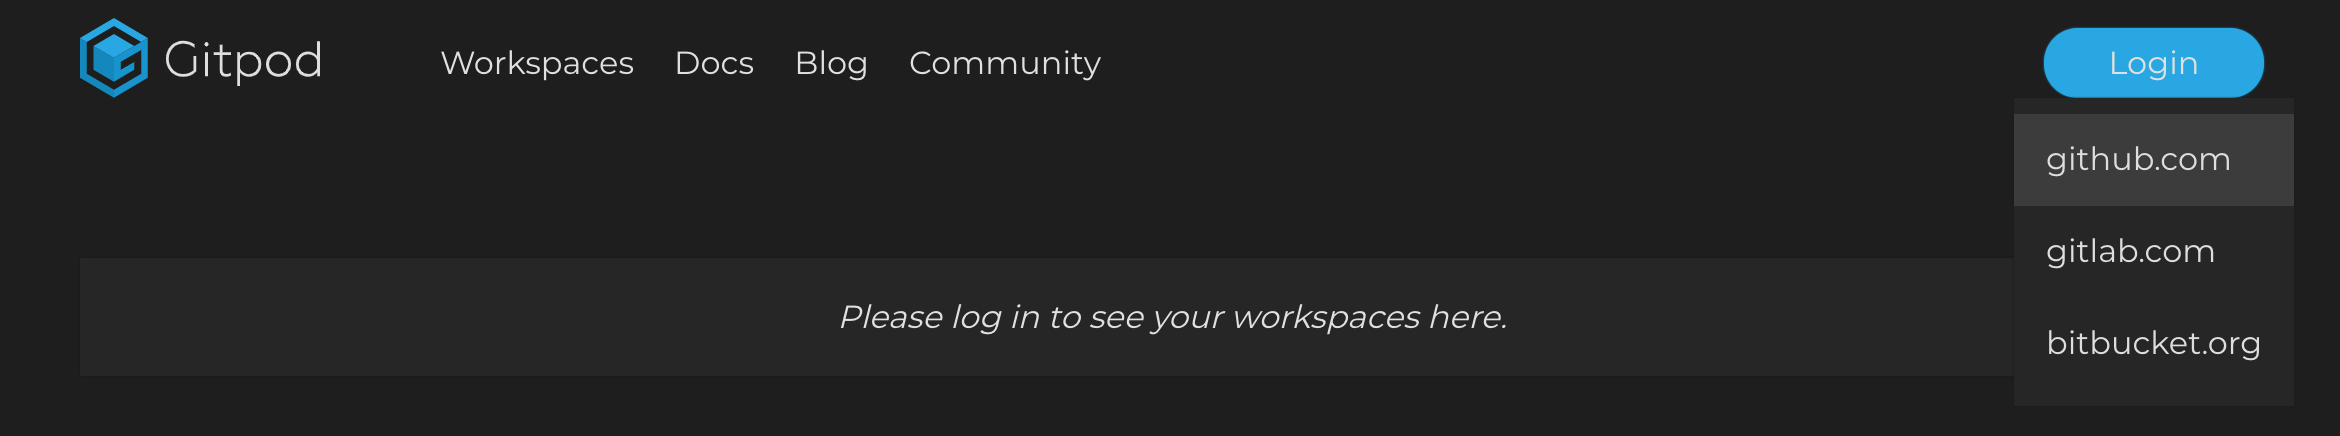 Gitpod Workspaces Docs Blog Community Login
github.com
gitlab.com
Please log in to see your workspaces here.
bitbucket.org